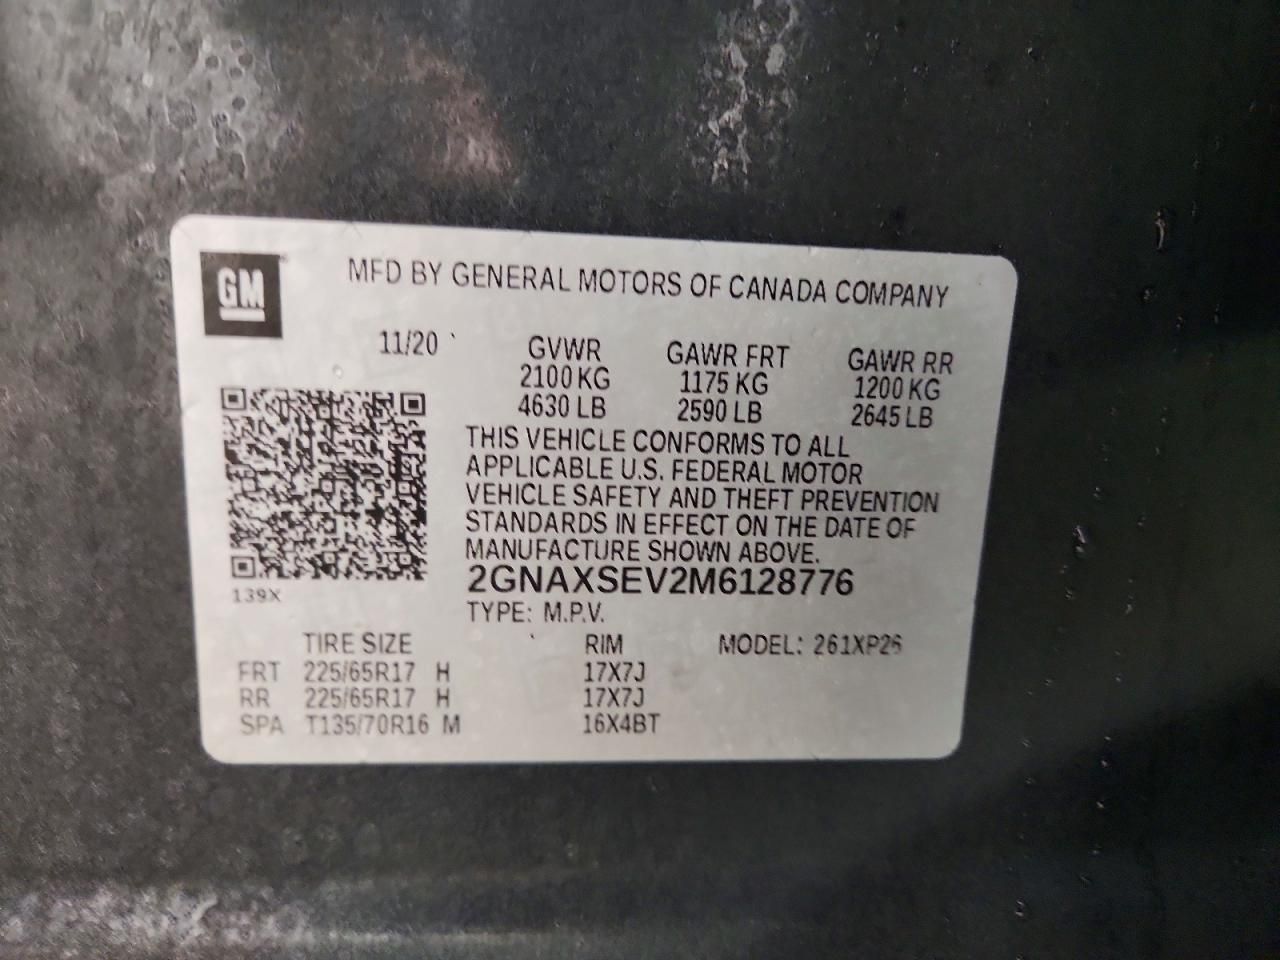 GM
MFD BY GENERAL MOTORS OF CANADA COMPANY
11/20 GVWR GAWR FRT GAWR RR
2100 KG 1175 KG 1200 KG
4630 LB 2590 LB 2645 LB
THIS VEHICLE CONFORMS TO ALL
APPLICABLE U.S. FEDERAL MOTOR
VEHICLE SAFETY AND THEFT PREVENTION
STANDARDS IN EFFECT ON THE DATE OF
MANUFACTURE SHOWN ABOVE.
2GNAXSEV2M6128776
139X
TYPE: M.P.V.
TIRE SIZE RIM MODEL: 261XP26
FRT 225/65R17 H 17X7J
RR 225/65R17 H 17X7J
SPA T135/70R16 M 16X4BT